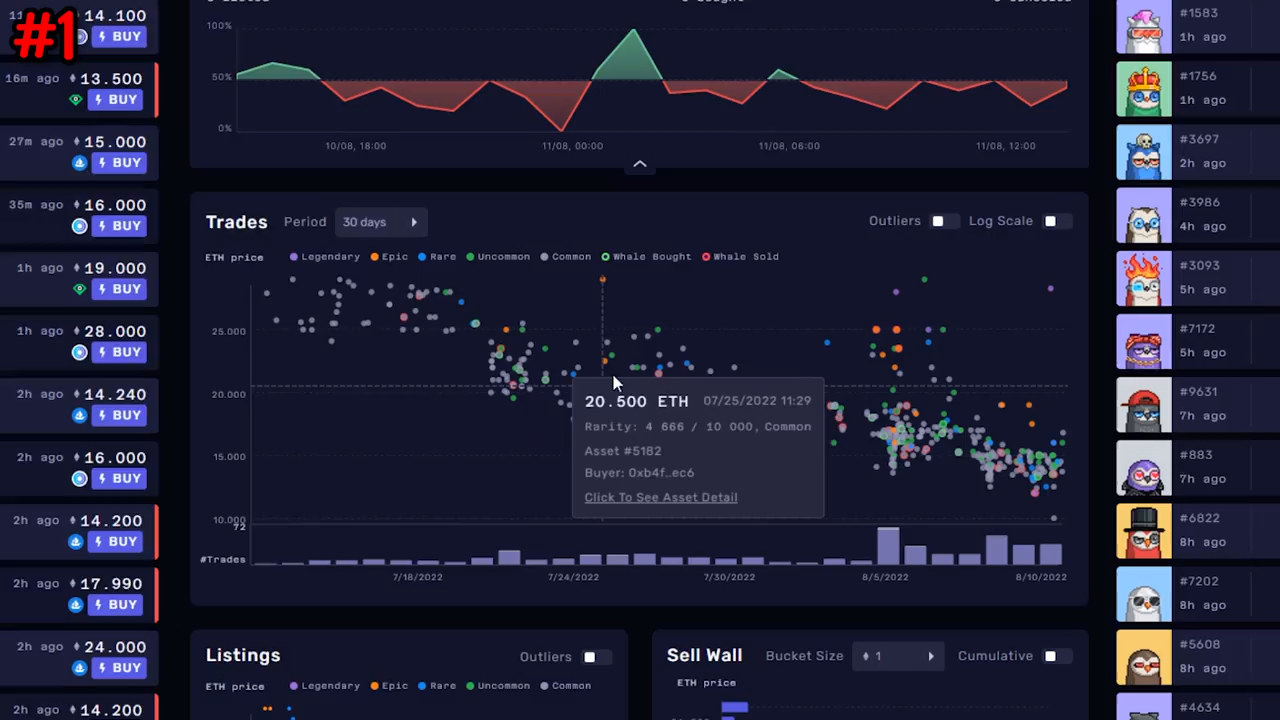 #1
14.100
BUY
16m ago 13.500
BUY
27m ago 15.000
BUY
35m ago 16.000
BUY
1h ago 19.000
BUY
1h ago 28.000
BUY
2h ago 14.240
BUY
2h ago 16.000
BUY
2h ago 14.200
BUY
2h ago 17.990
BUY
2h ago 24.000
BUY
2h ago 14.200
100%
50%
0%
10/08, 18:00 11/08, 00:00 11/08, 06:00 11/08, 12:00
Trades Period 30 days Outliers Log Scale
ETH price Legendary Epic Rare Uncommon Common Whale Bought Whale Sold
25.000
20.000
15.000
10.000
72
#Trades
7/18/2022 7/24/2022 7/30/2022 8/5/2022 8/10/2022
20.500 ETH 07/25/2022 11:29
Rarity: 4 666 / 10 000, Common
Asset #5182
Buyer: 0xb4f..ec6
Click To See Asset Detail
Listings Outliers
ETH price Legendary Epic Rare Uncommon Common
Sell Wall Bucket Size 1 Cumulative
ETH price
#1583
1h ago
#1756
1h ago
#3697
2h ago
#3986
4h ago
#3093
5h ago
#7172
5h ago
#9631
7h ago
#883
7h ago
#6822
8h ago
#7202
8h ago
#5608
8h ago
#4634